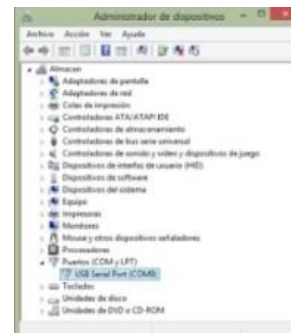 Administrador de dispositivos
Archivo Acción Ver Ayuda
Almacen
Adaptadores de pantalla
Adaptadores de red
Colas de impresión
Controladoras ATA/ATAPI IDE
Controladoras de almacenamiento
Controladoras de bus serie universal
Controladoras de sonido y vídeo y dispositivos de juego
Dispositivos de interfaz de usuario (HID)
Dispositivos de software
Dispositivos del sistema
Equipo
Impresoras
Monitores
Mouse y otros dispositivos señaladores
Procesadores
Puertos (COM y LPT)
USB Serial Port
Teclados
Unidades de disco
Unidades de DVD o CD-ROM